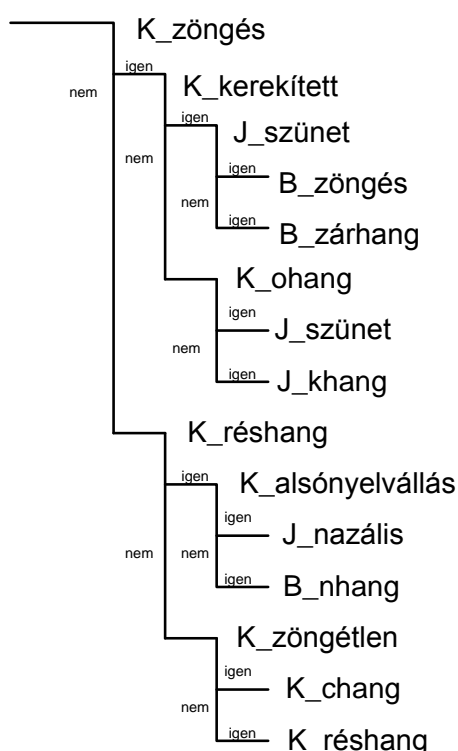 K_zöngés
igen
nem
K_kerekített
igen
J_szünet
nem
igen
B_zöngés
nem
igen
B_zárhang
K_ohang
igen
J_szünet
nem
igen
J_khang
K_réshang
igen
K_alsónyelvállás
igen
J_nazális
nem
nem
igen
B_nhang
K_zöngétlen
igen
K_chang
nem
igen
K_réshang